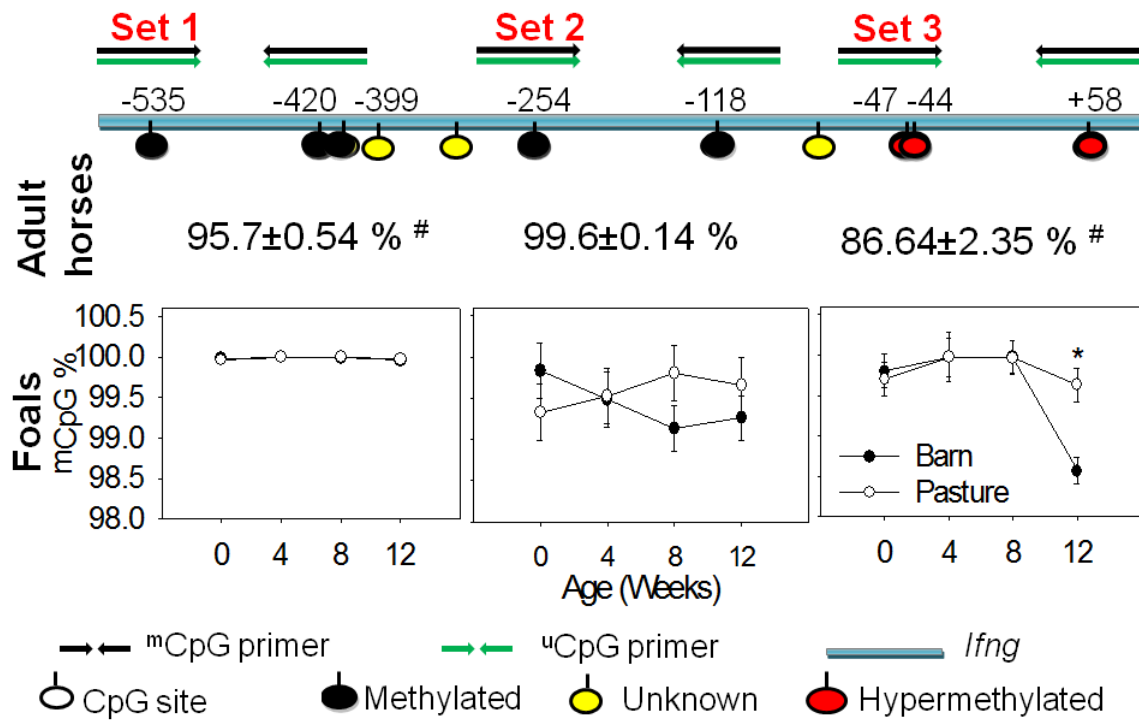 Set 1 Set 2 Set 3
-535 -420 -399 -254 -118 -47 -44 +58
Adult horses
95.7±0.54 % # 99.6±0.14 % 86.64±2.35 % #
Foals
mCpG %
100.5
100.0
99.5
99.0
98.5
98.0
*
Barn
Pasture
0 4 8 12 0 4 8 12 0 4 8 12
Age (Weeks)
mCpG primer uCpG primer lfng
CpG site Methylated Unknown Hypermethylated